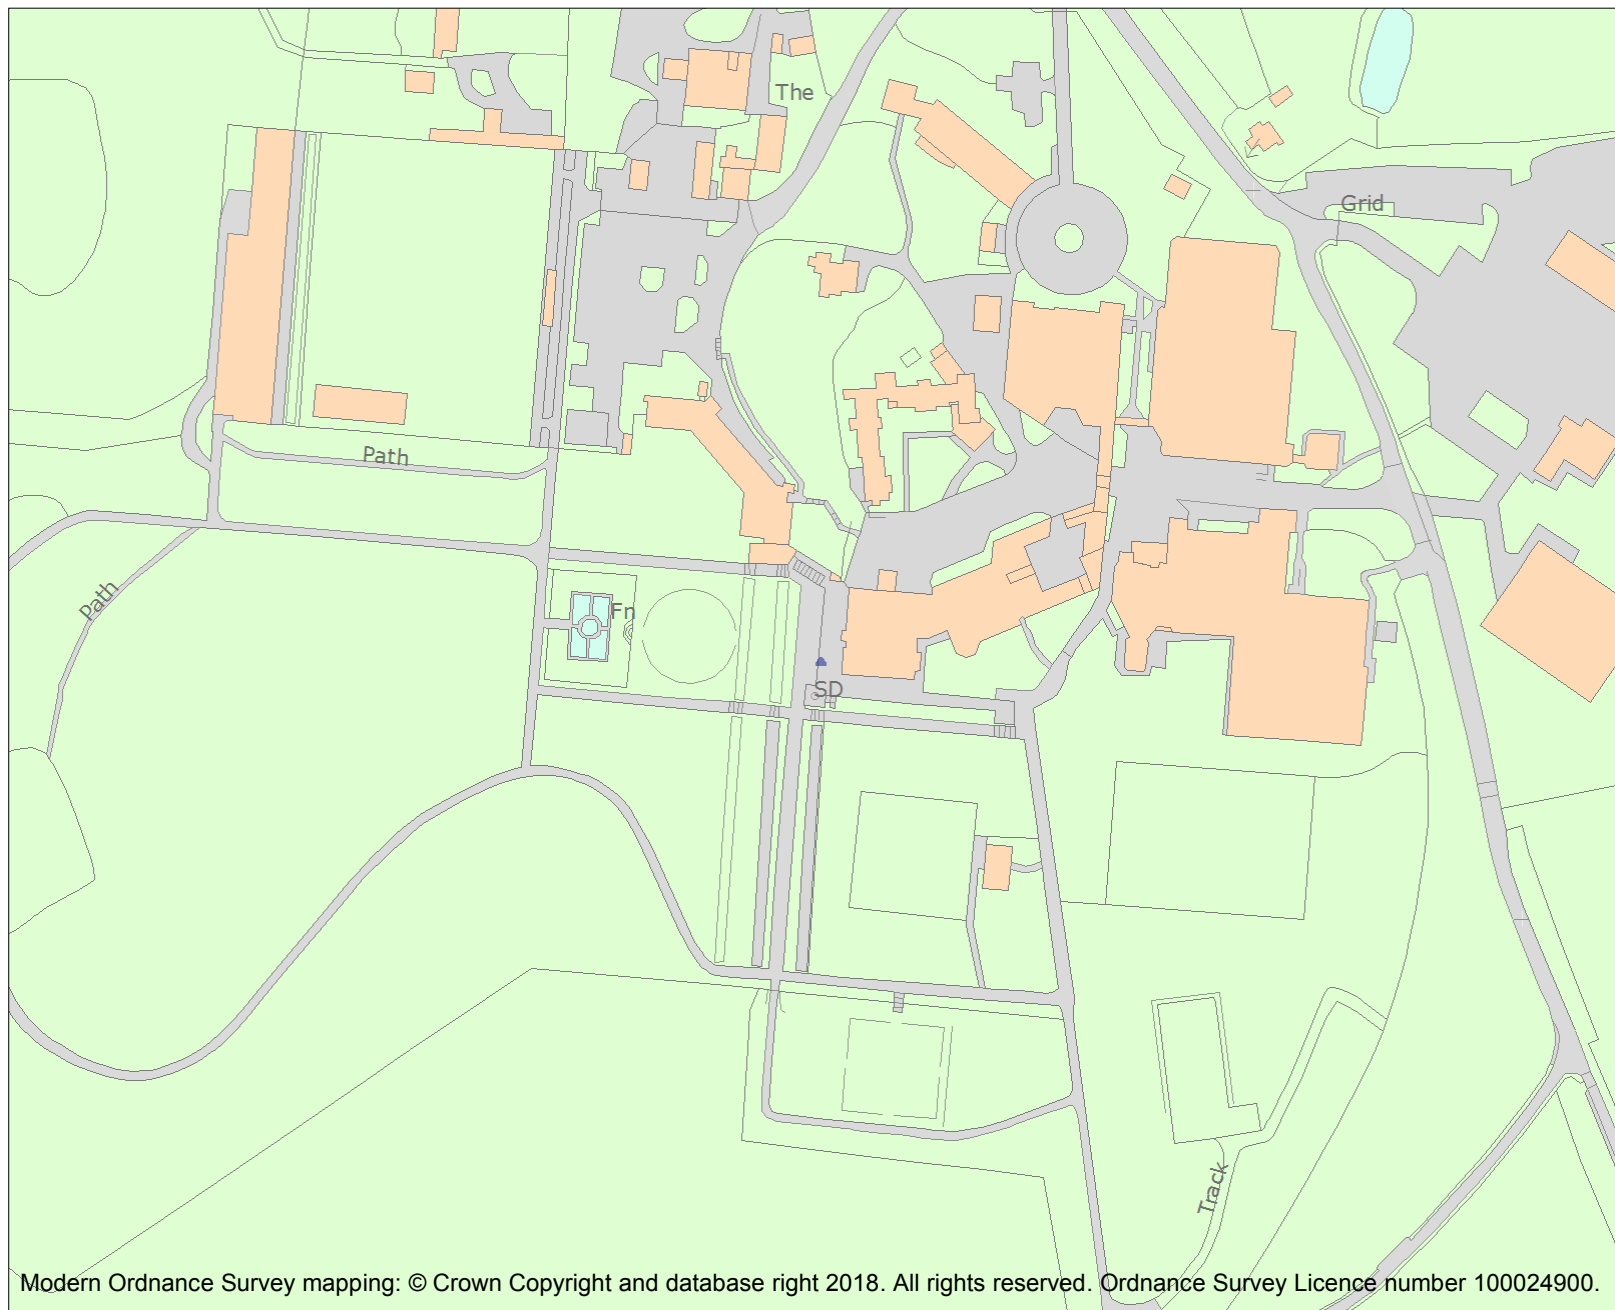 The
Grid
Path
Path
Fn
SD
Track
Modern Ordnance Survey mapping: © Crown Copyright and database right 2018. All rights reserved. Ordnance Survey Licence number 100024900.